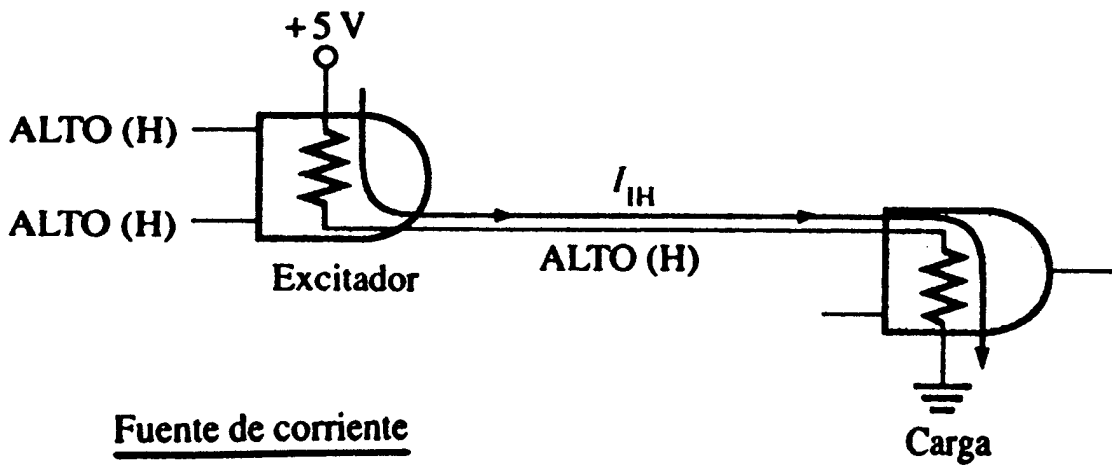 +5 V
ALTO (H)
ALTO (H)
I_IH
ALTO (H)
Excitador
Fuente de corriente
Carga